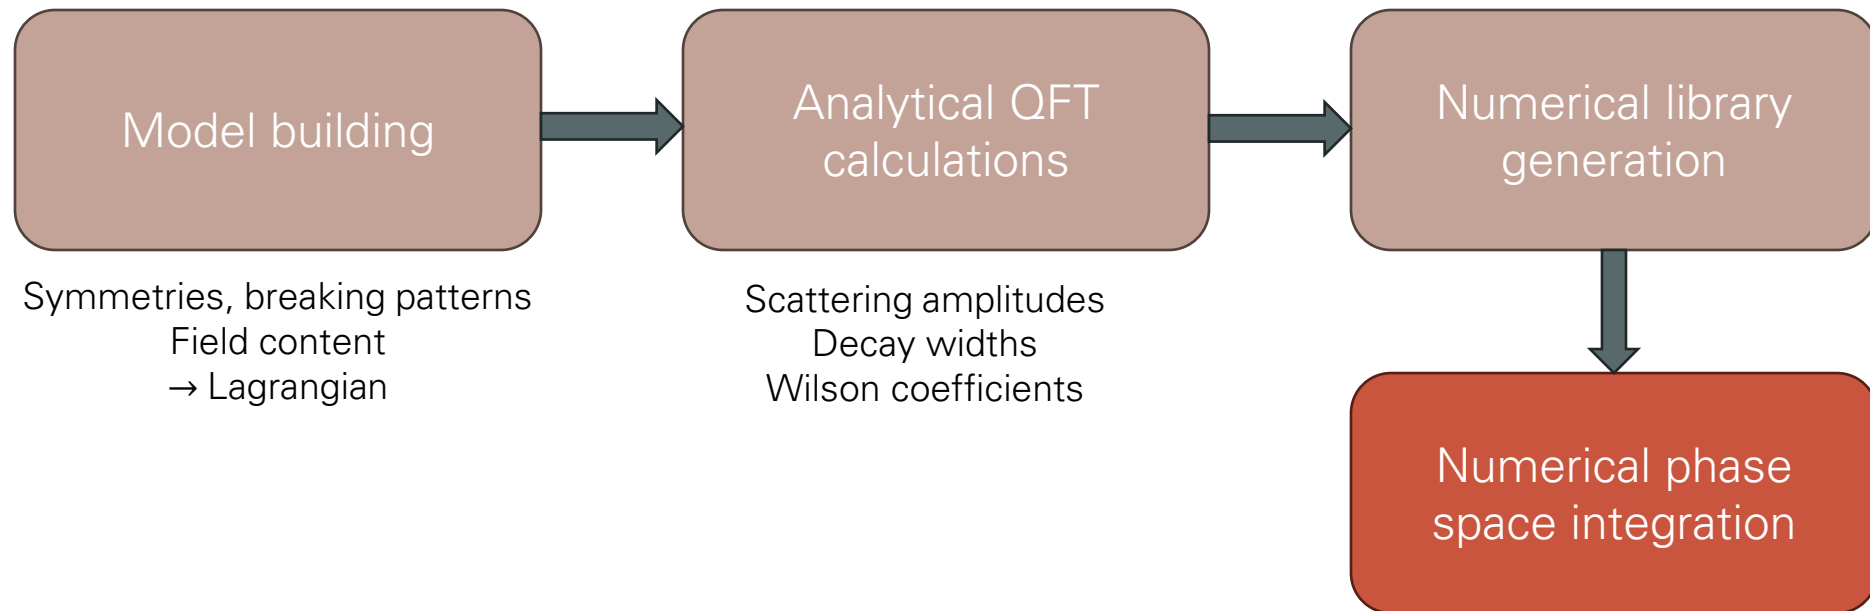 Model building
Analytical QFT
calculations
Numerical library
generation
Symmetries, breaking patterns
Field content
→ Lagrangian
Scattering amplitudes
Decay widths
Wilson coefficients
Numerical phase
space integration